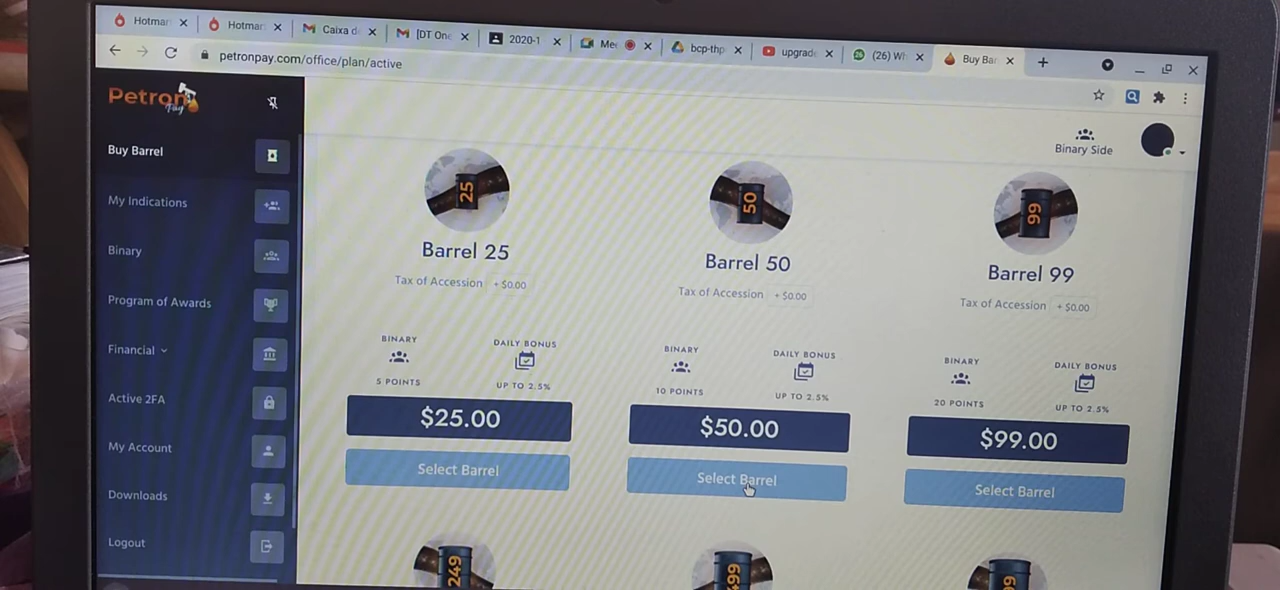 Hotmar
Hotmar
Caixa d
[DT One
2020-1
Mee
bcp-thp
upgrade
(26) Wh
Buy Bar
petronpay.com/office/plan/active
Petron
Pay
Binary Side
Buy Barrel
My Indications
Binary
Program of Awards
Financial
Active 2FA
My Account
Downloads
Logout
25
Barrel 25
Tax of Accession + $0.00
BINARY DAILY BONUS
5 POINTS UP TO 2.5%
$25.00
Select Barrel
50
Barrel 50
Tax of Accession + $0.00
BINARY DAILY BONUS
10 POINTS UP TO 2.5%
$50.00
Select Barrel
99
Barrel 99
Tax of Accession + $0.00
BINARY DAILY BONUS
20 POINTS UP TO 2.5%
$99.00
Select Barrel
249
499